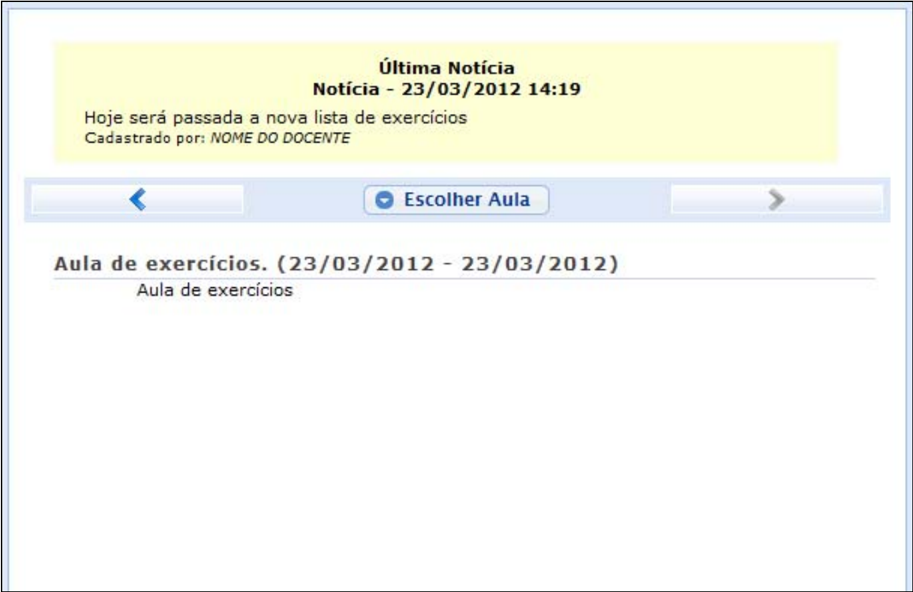 Última Notícia
Notícia - 23/03/2012 14:19
Hoje será passada a nova lista de exercícios
Cadastrado por: NOME DO DOCENTE
Escolher Aula
Aula de exercícios. (23/03/2012 - 23/03/2012)
Aula de exercícios